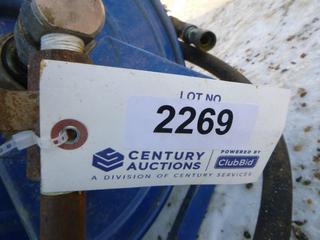 LOT NO.
2269
CENTURY AUCTIONS
POWERED BY
ClubBid
A DIVISION OF CENTURY SERVICES